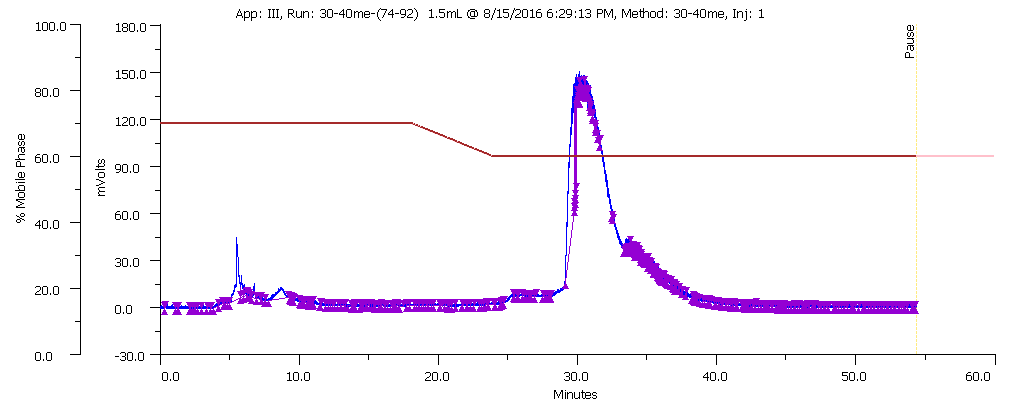 App: III, Run: 30-40me-(74-92) 1.5mL @ 8/15/2016 6:29:13 PM, Method: 30-40me, Inj: 1
100.0
80.0
60.0
40.0
20.0
0.0
% Mobile Phase
180.0
150.0
120.0
90.0
60.0
30.0
0.0
-30.0
mVolts
Pause
0.0 10.0 20.0 30.0 40.0 50.0 60.0
Minutes